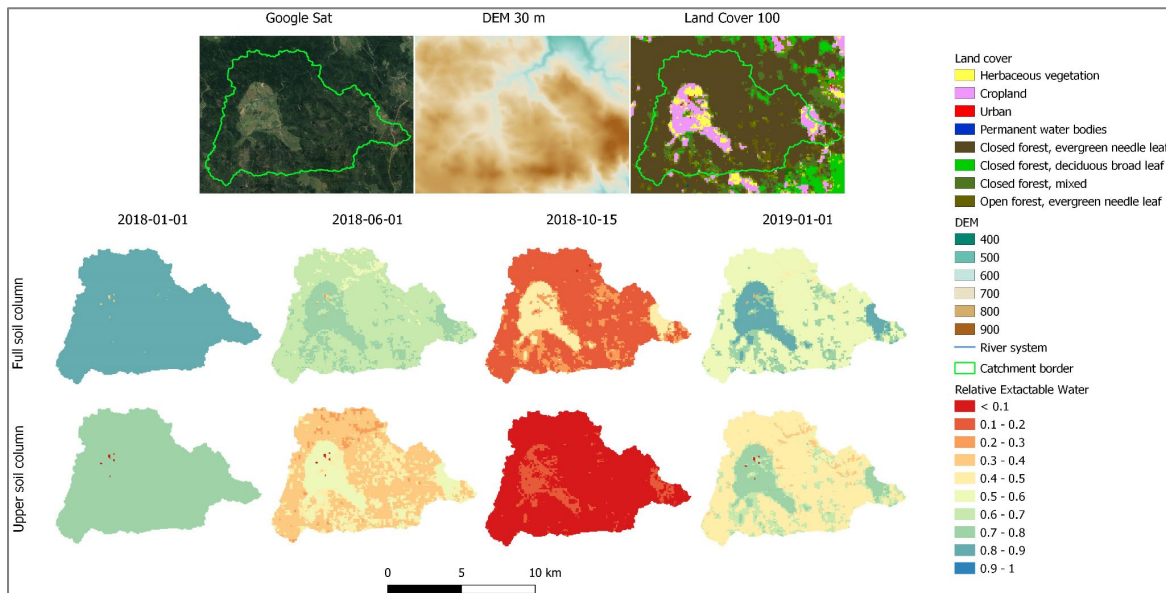 Google Sat
DEM 30 m
Land Cover 100
Land cover
Herbaceous vegetation
Cropland
Urban
Permanent water bodies
Closed forest, evergreen needle leaf
Closed forest, deciduous broad leaf
Closed forest, mixed
Open forest, evergreen needle leaf
DEM
400
500
600
700
800
900
River system
Catchment border
Relative Extactable Water
< 0.1
0.1 - 0.2
0.2 - 0.3
0.3 - 0.4
0.4 - 0.5
0.5 - 0.6
0.6 - 0.7
0.7 - 0.8
0.8 - 0.9
0.9 - 1
2018-01-01
2018-06-01
2018-10-15
2019-01-01
Full soil column
Upper soil column
0
5
10 km